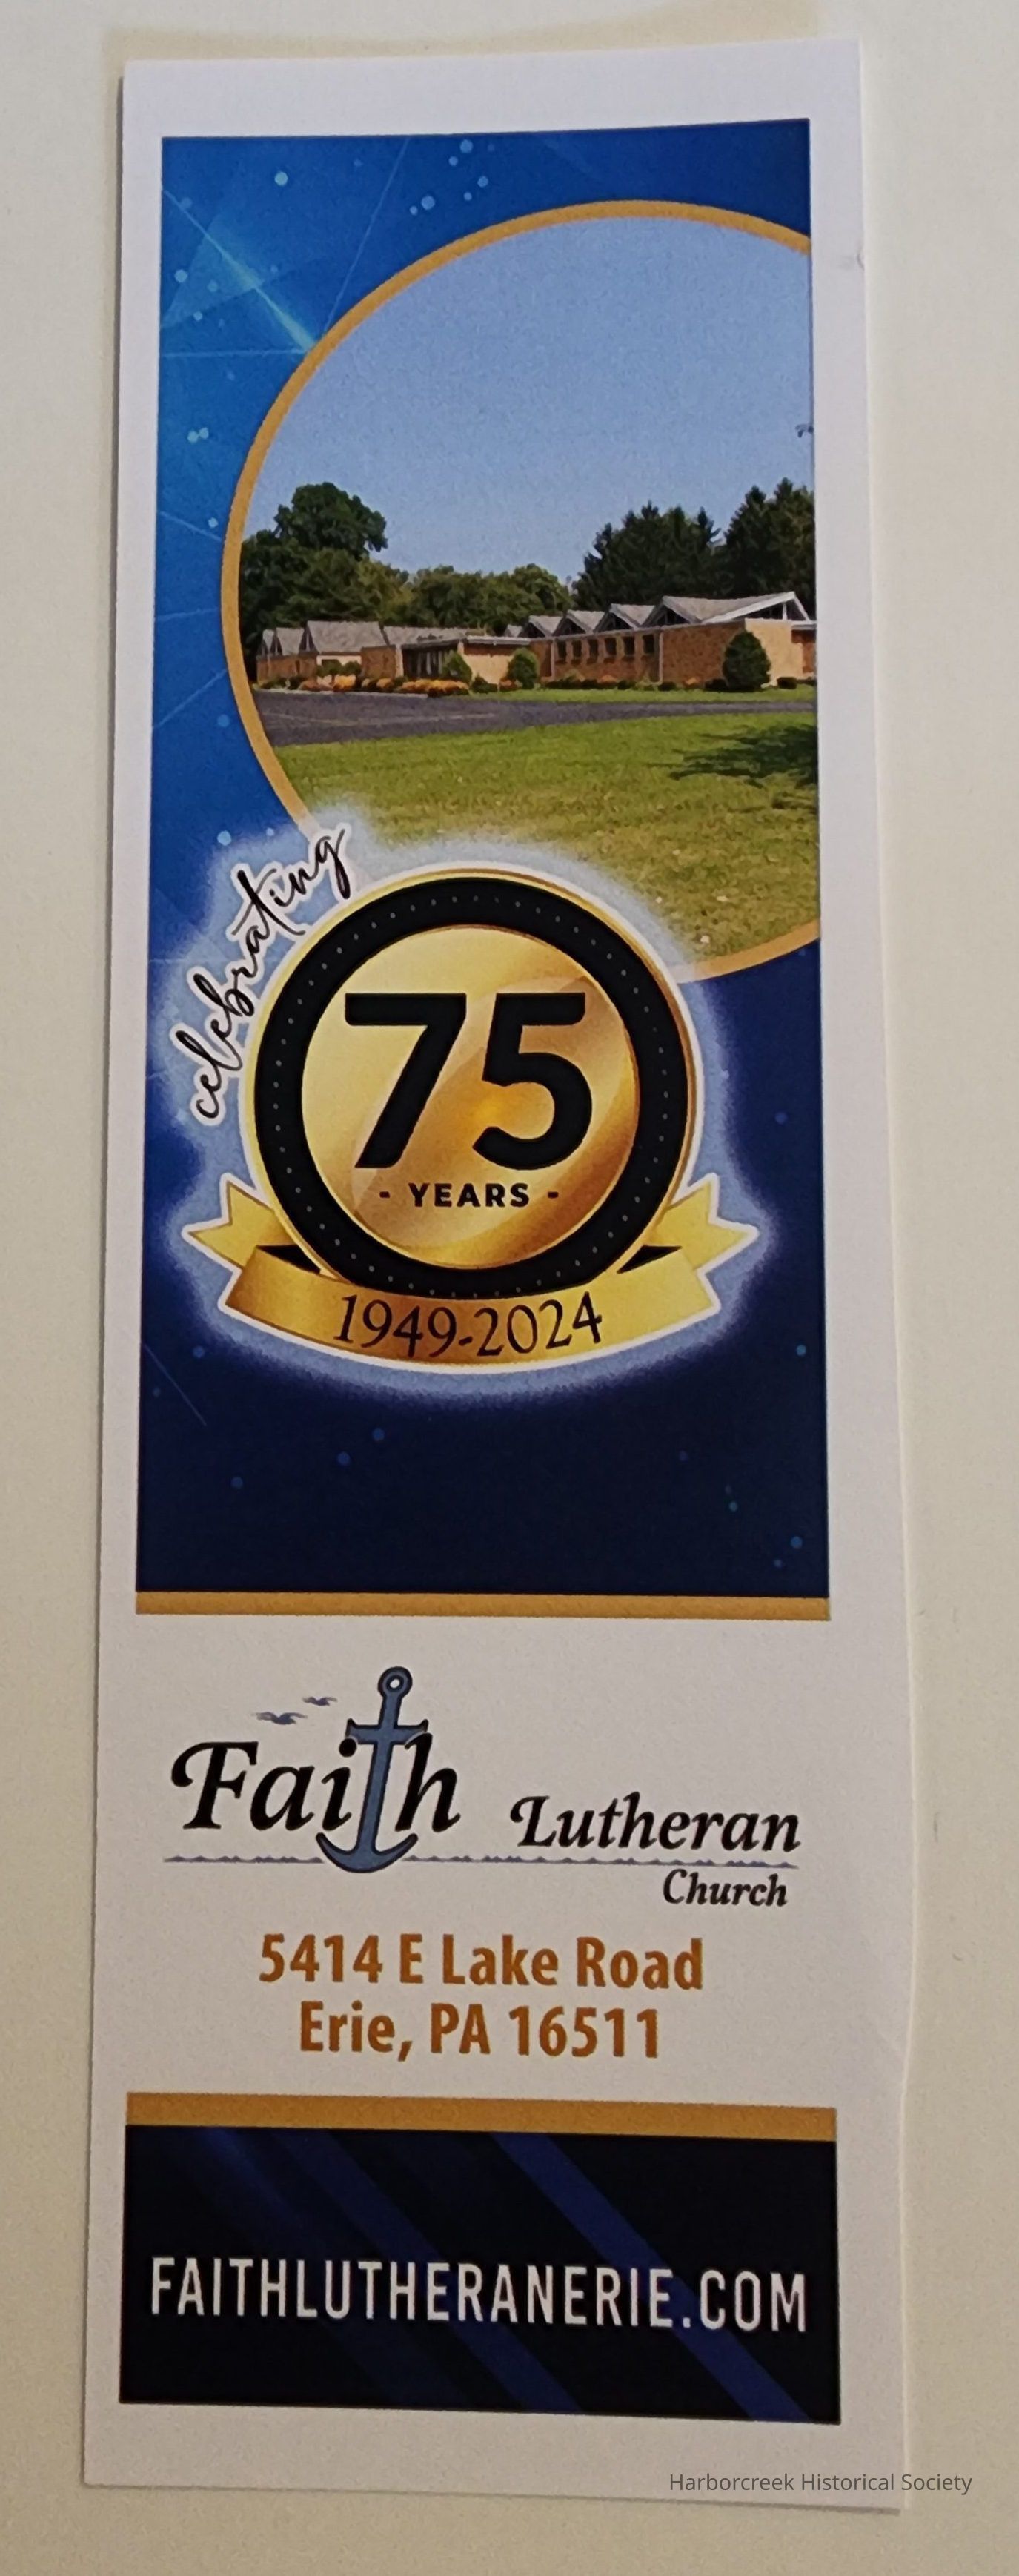 celebrating
75
- YEARS -
1949-2024
Faith Lutheran
Church
5414 E Lake Road
Erie, PA 16511
FAITHLUTHERANERIE.COM
Harborcreek Historical Society